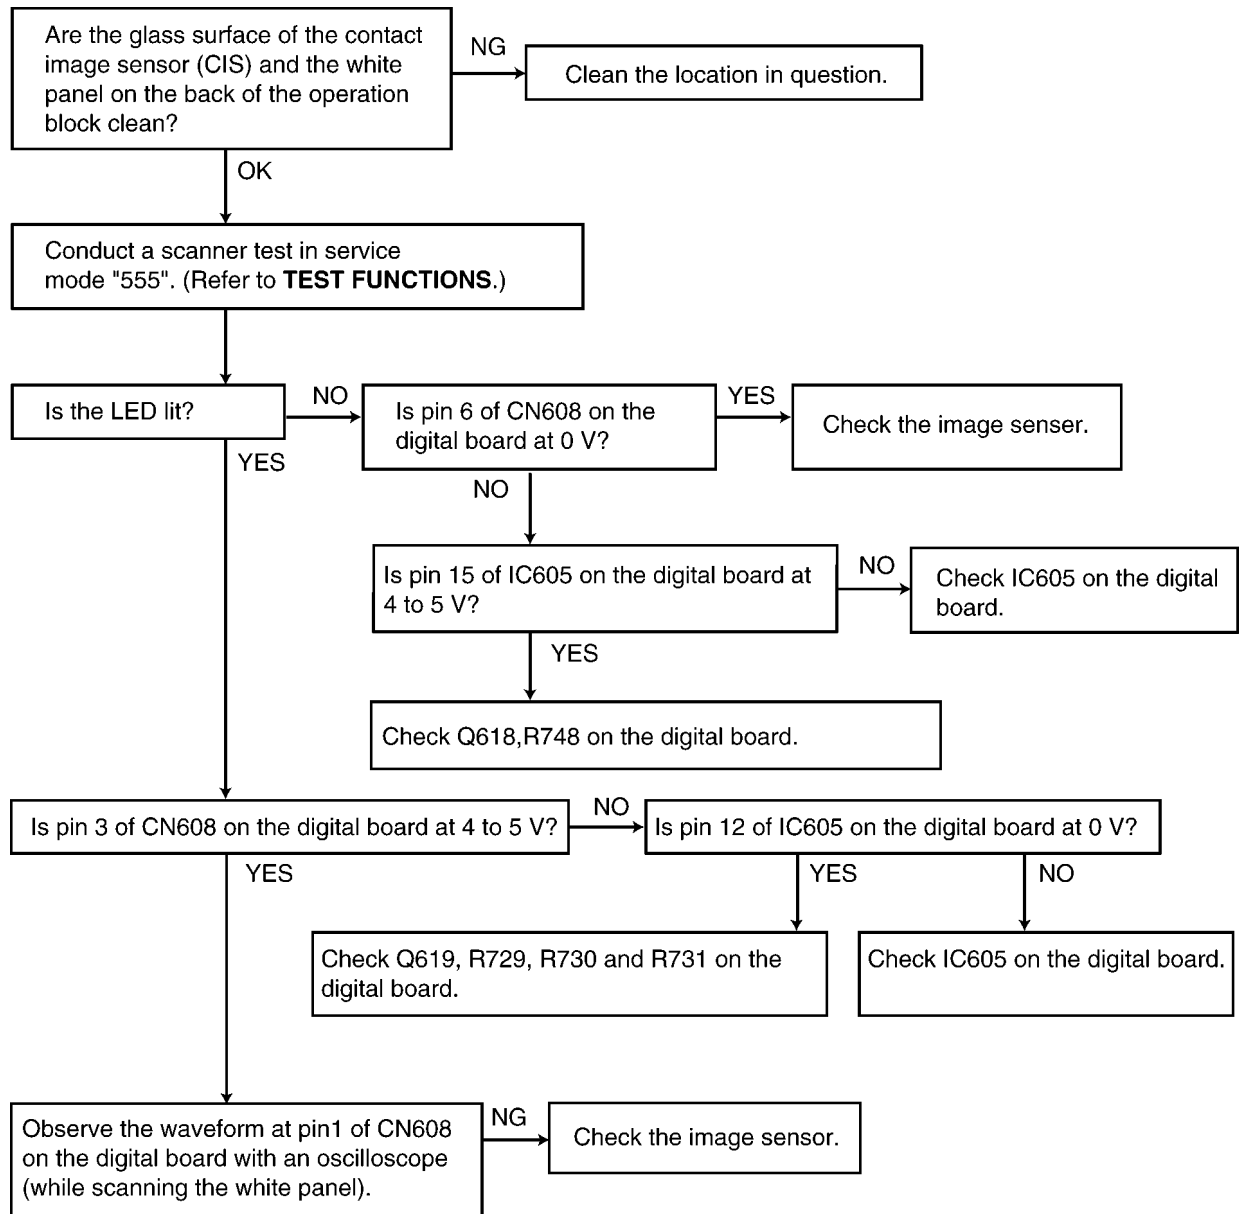 Are the glass surface of the contact
image sensor (CIS) and the white
panel on the back of the operation
block clean?
NG
Clean the location in question.
OK
Conduct a scanner test in service
mode "555". (Refer to TEST FUNCTIONS.)
Is the LED lit?
NO
Is pin 6 of CN608 on the
digital board at 0 V?
YES
Check the image senser.
YES
NO
Is pin 15 of IC605 on the digital board at
4 to 5 V?
NO
Check IC605 on the digital
board.
YES
Check Q618,R748 on the digital board.
Is pin 3 of CN608 on the digital board at 4 to 5 V?
NO
Is pin 12 of IC605 on the digital board at 0 V?
YES
YES
NO
Check Q619, R729, R730 and R731 on the
digital board.
Check IC605 on the digital board.
Observe the waveform at pin1 of CN608
on the digital board with an oscilloscope
(while scanning the white panel).
NG
Check the image sensor.